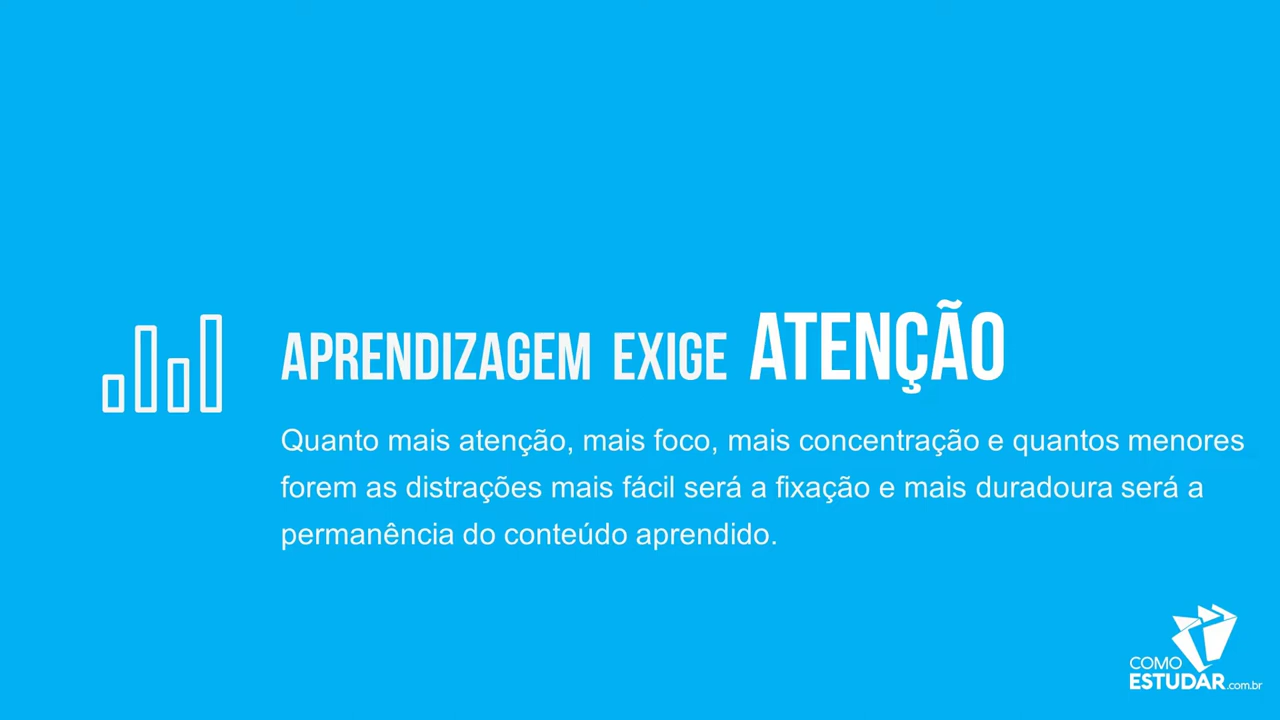 APRENDIZAGEM EXIGE ATENÇÃO
Quanto mais atenção, mais foco, mais concentração e quantos menores
forem as distrações mais fácil será a fixação e mais duradoura será a
permanência do conteúdo aprendido.
COMO
ESTUDAR.com.br